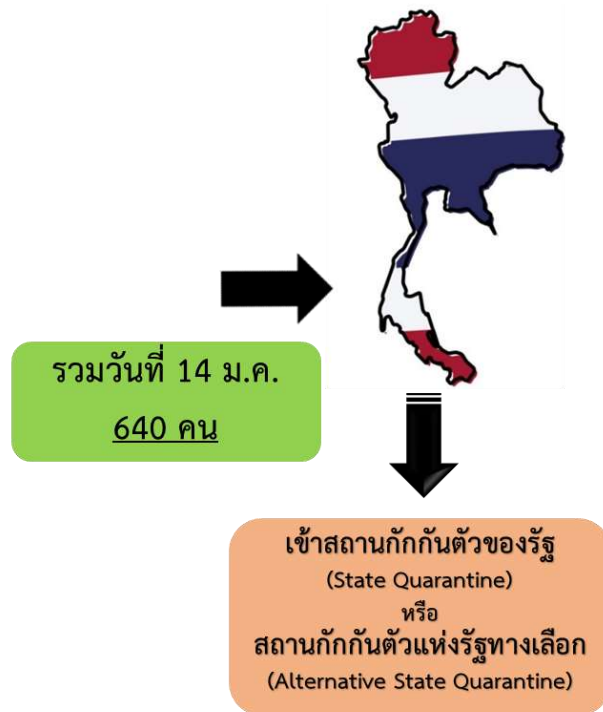 รวมวันที่ 14 ม.ค.
640 คน
เข้าสถานกักกันตัวของรัฐ
(State Quarantine)
หรือ
สถานกักกันตัวแห่งรัฐทางเลือก
(Alternative State Quarantine)